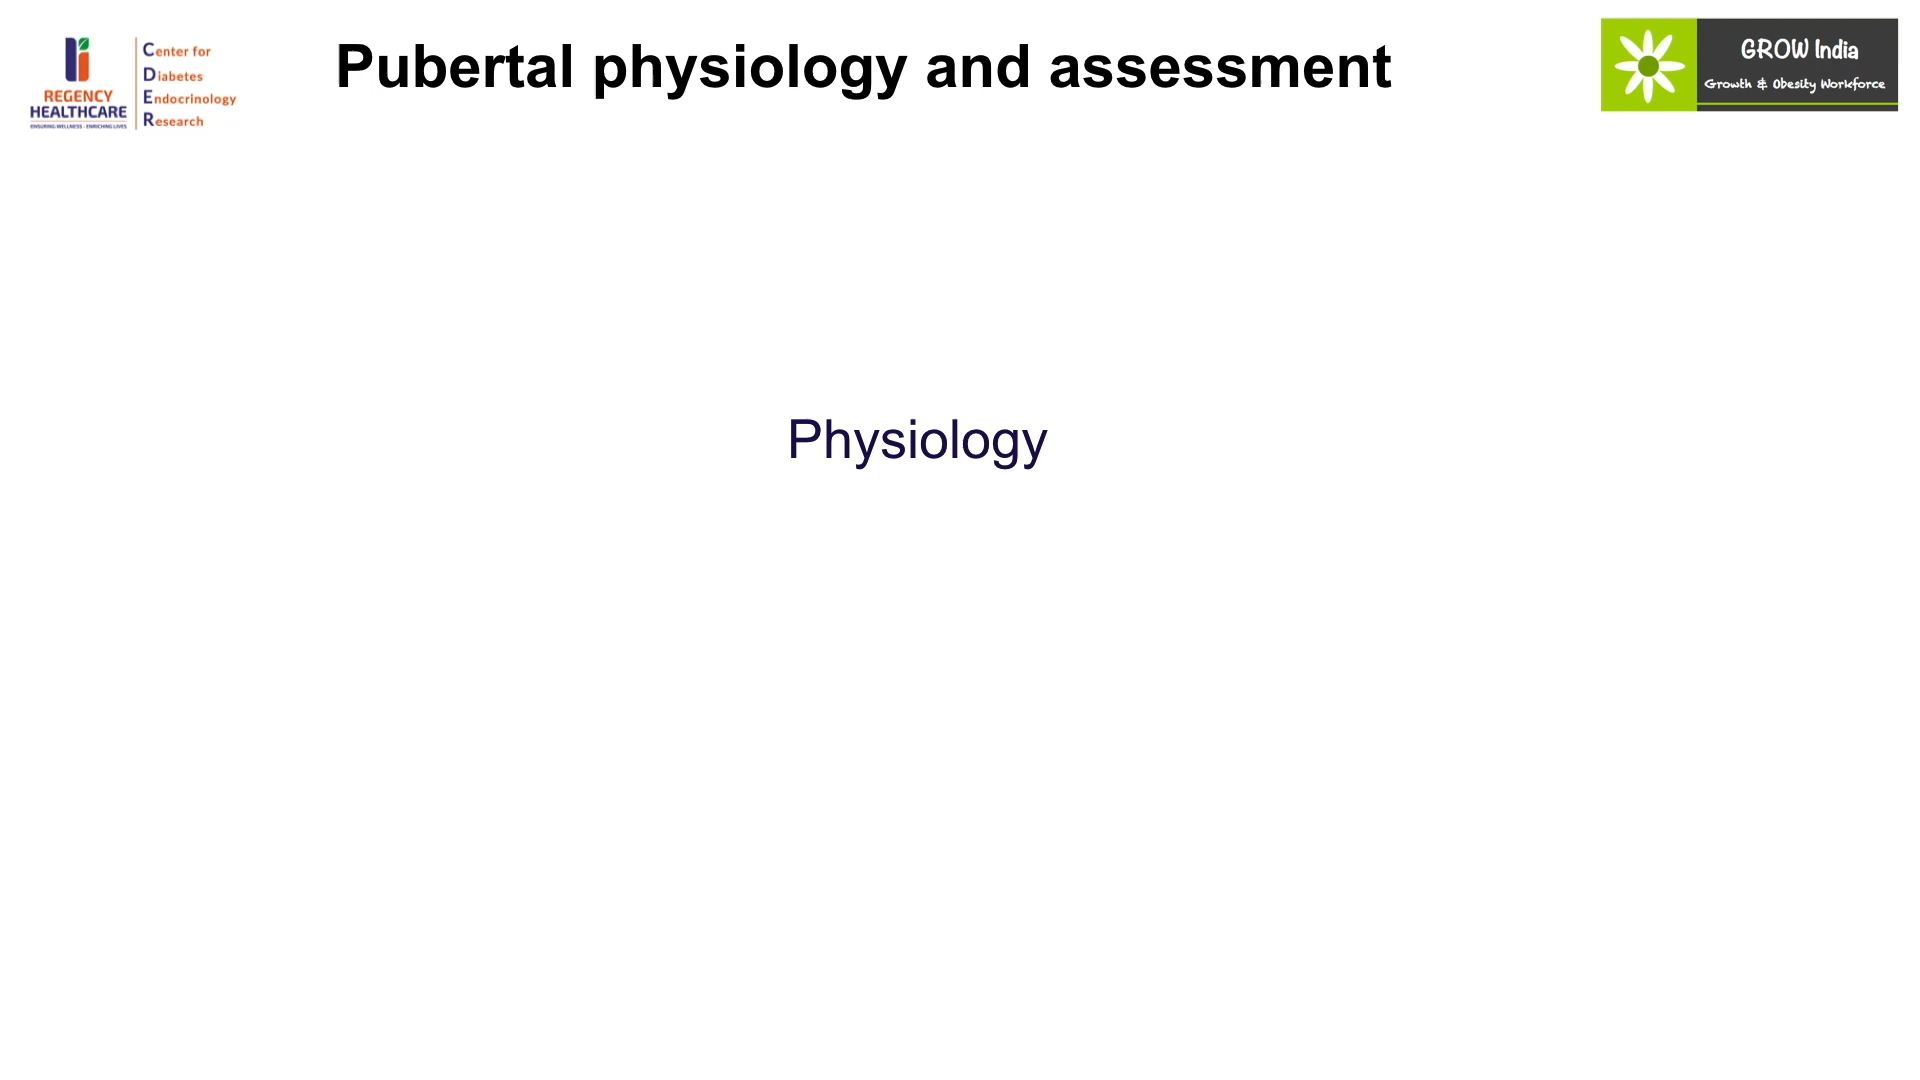 Pubertal physiology and assessment
REGENCY
HEALTHCARE
ENSURING WELLNESS - ENRICHING LIVES
Center for
Diabetes
Endocrinology
Research
GROW India
Growth & Obesity Workforce
Physiology